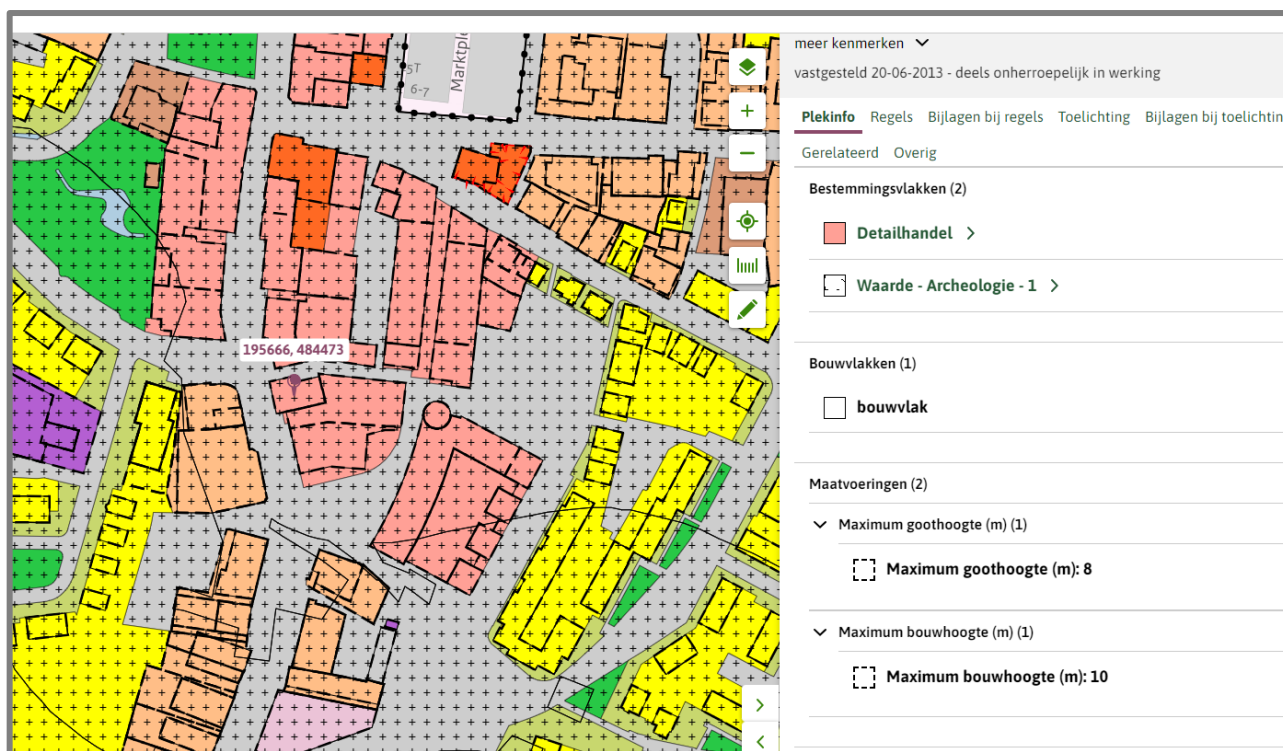 5T
6-7
Marktple
195666, 484473
+
−
meer kenmerken
vastgesteld 20-06-2013 - deels onherroepelijk in werking
Plekinfo Regels Bijlagen bij regels Toelichting Bijlagen bij toelichtin
Gerelateerd Overig
Bestemmingsvlakken (2)
Detailhandel
Waarde - Archeologie - 1
Bouwvlakken (1)
bouwvlak
Maatvoeringen (2)
Maximum goothoogte (m) (1)
Maximum goothoogte (m): 8
Maximum bouwhoogte (m) (1)
Maximum bouwhoogte (m): 10